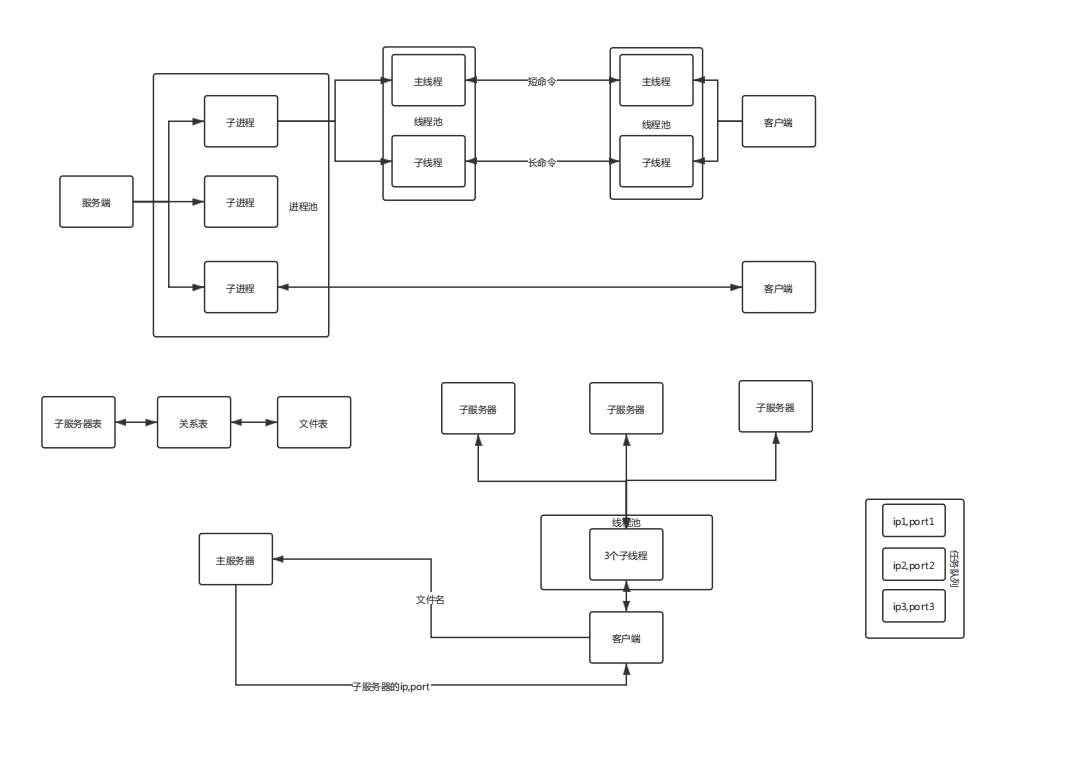 主线程
短命令
主线程
子进程
线程池
线程池
客户端
子线程
长命令
子线程
服务端
子进程
进程池
子进程
客户端
子服务器表
关系表
文件表
子服务器
子服务器
子服务器
线程池
3个子线程
主服务器
文件名
客户端
子服务器的ip,port
ip1,port1
ip2,port2
ip3,port3
任务队列